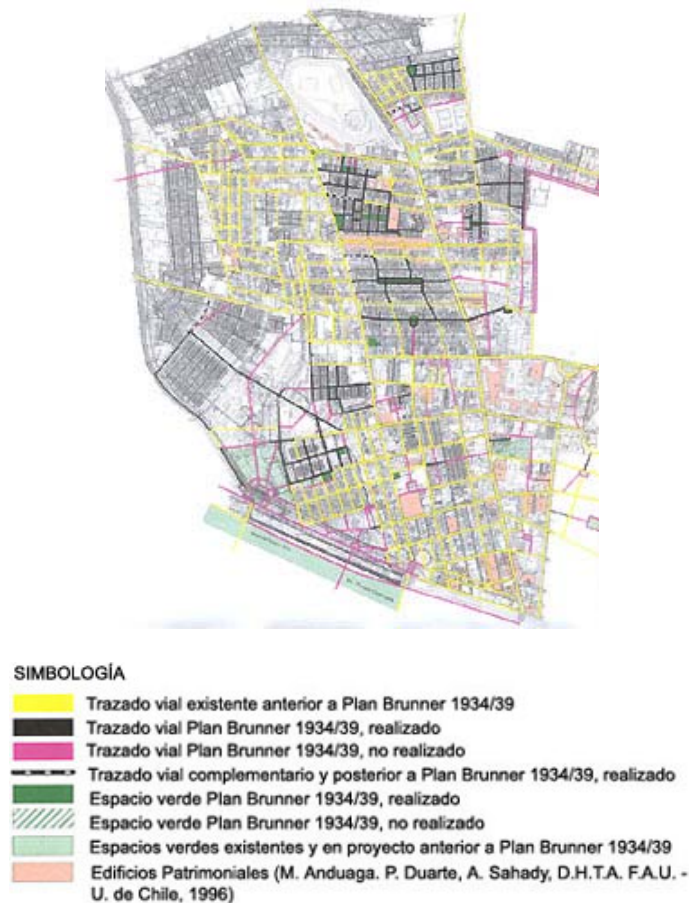 SIMBOLOGÍA
Trazado vial existente anterior a Plan Brunner 1934/39
Trazado vial Plan Brunner 1934/39, realizado
Trazado vial Plan Brunner 1934/39, no realizado
Trazado vial complementario y posterior a Plan Brunner 1934/39, realizado
Espacio verde Plan Brunner 1934/39, realizado
Espacio verde Plan Brunner 1934/39, no realizado
Espacios verdes existentes y en proyecto anterior a Plan Brunner 1934/39
Edificios Patrimoniales (M. Anduaga. P. Duarte, A. Sahady, D.H.T.A. F.A.U. -
U. de Chile, 1996)